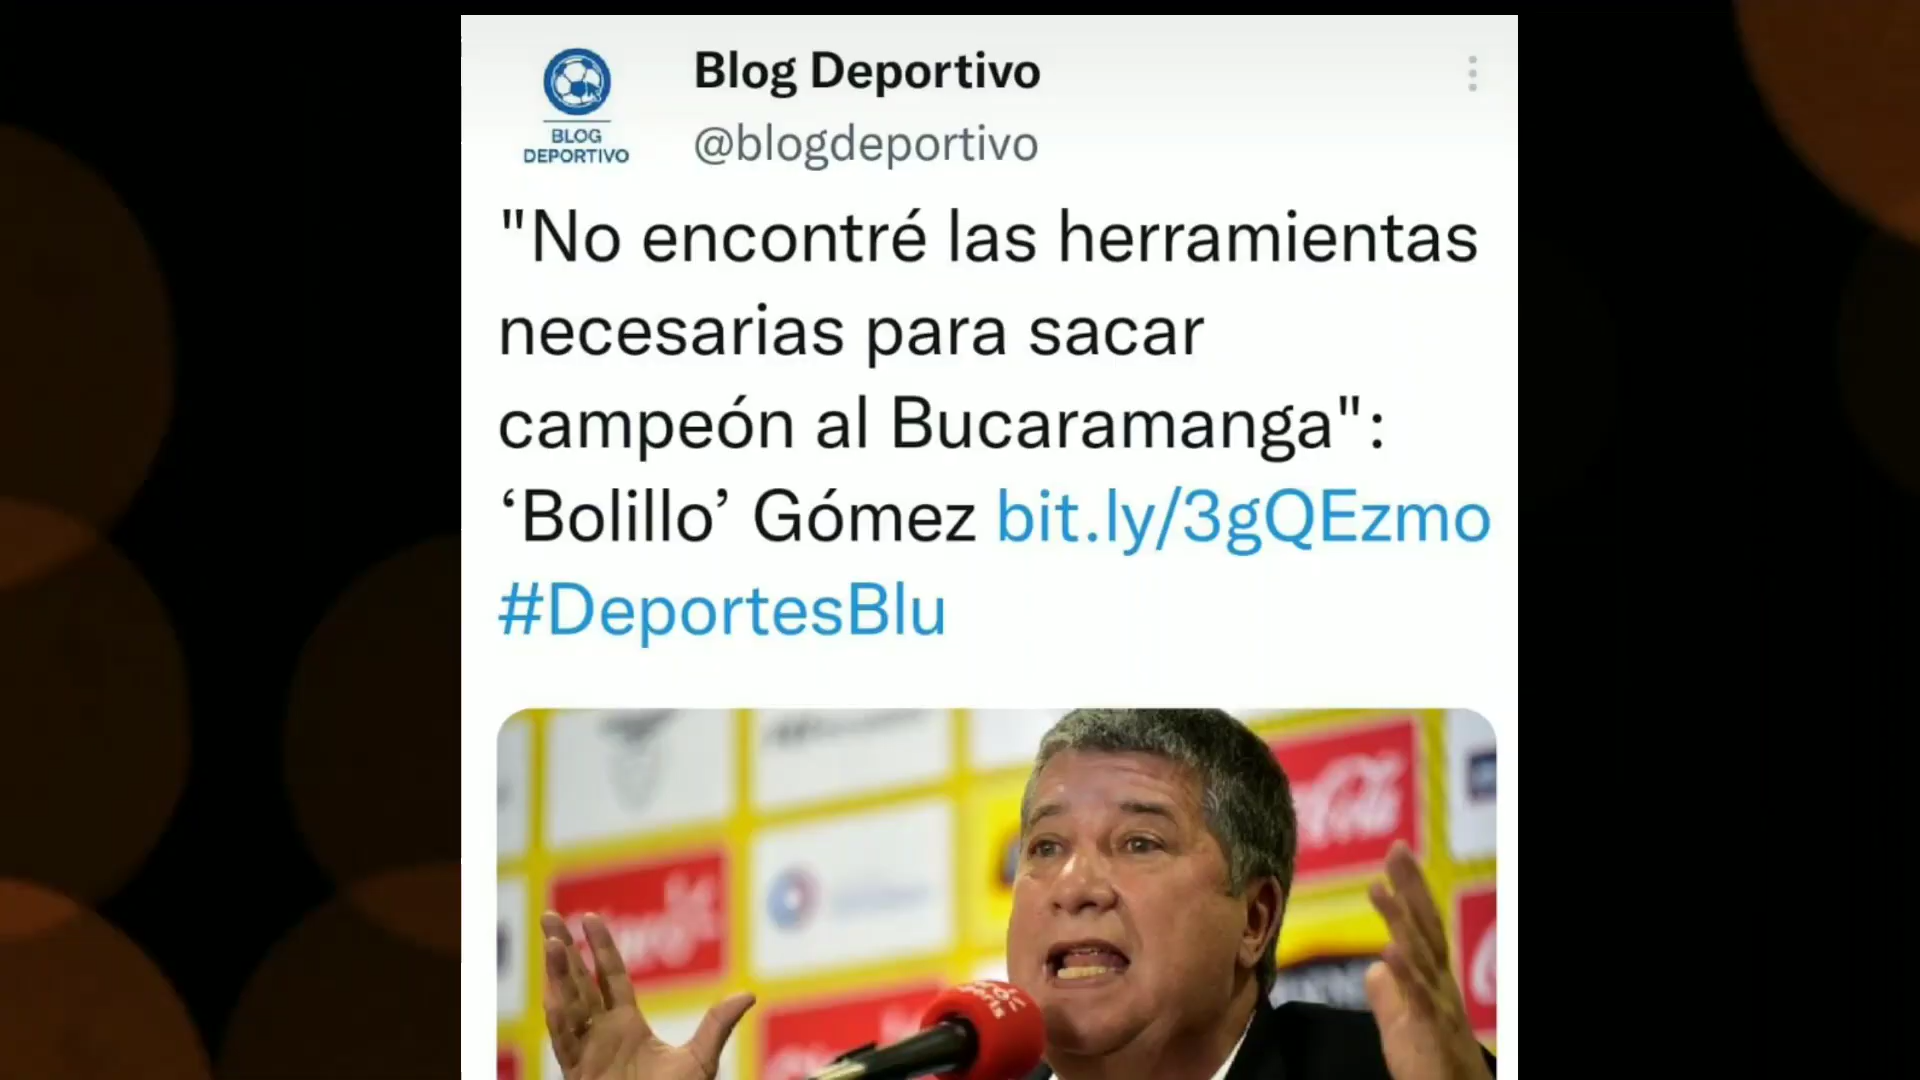 BLOG
DEPORTIVO
Blog Deportivo
@blogdeportivo
"No encontré las herramientas
necesarias para sacar
campeón al Bucaramanga":
‘Bolillo’ Gómez bit.ly/3gQEzmo
#DeportesBlu